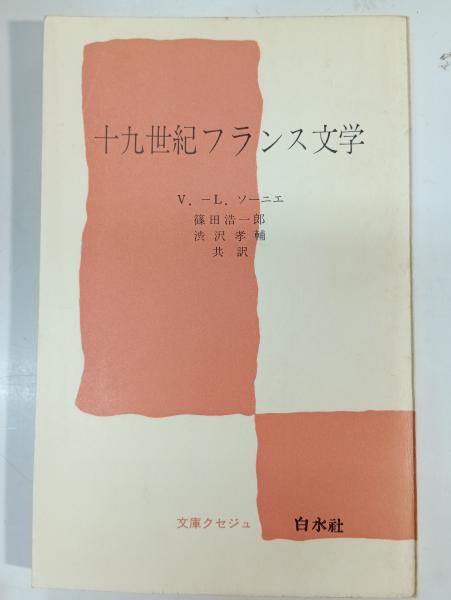 十九世紀フランス文学
V．－L．ソーニエ
篠田浩一郎
渋沢孝輔
共訳
文庫クセジュ 白水社